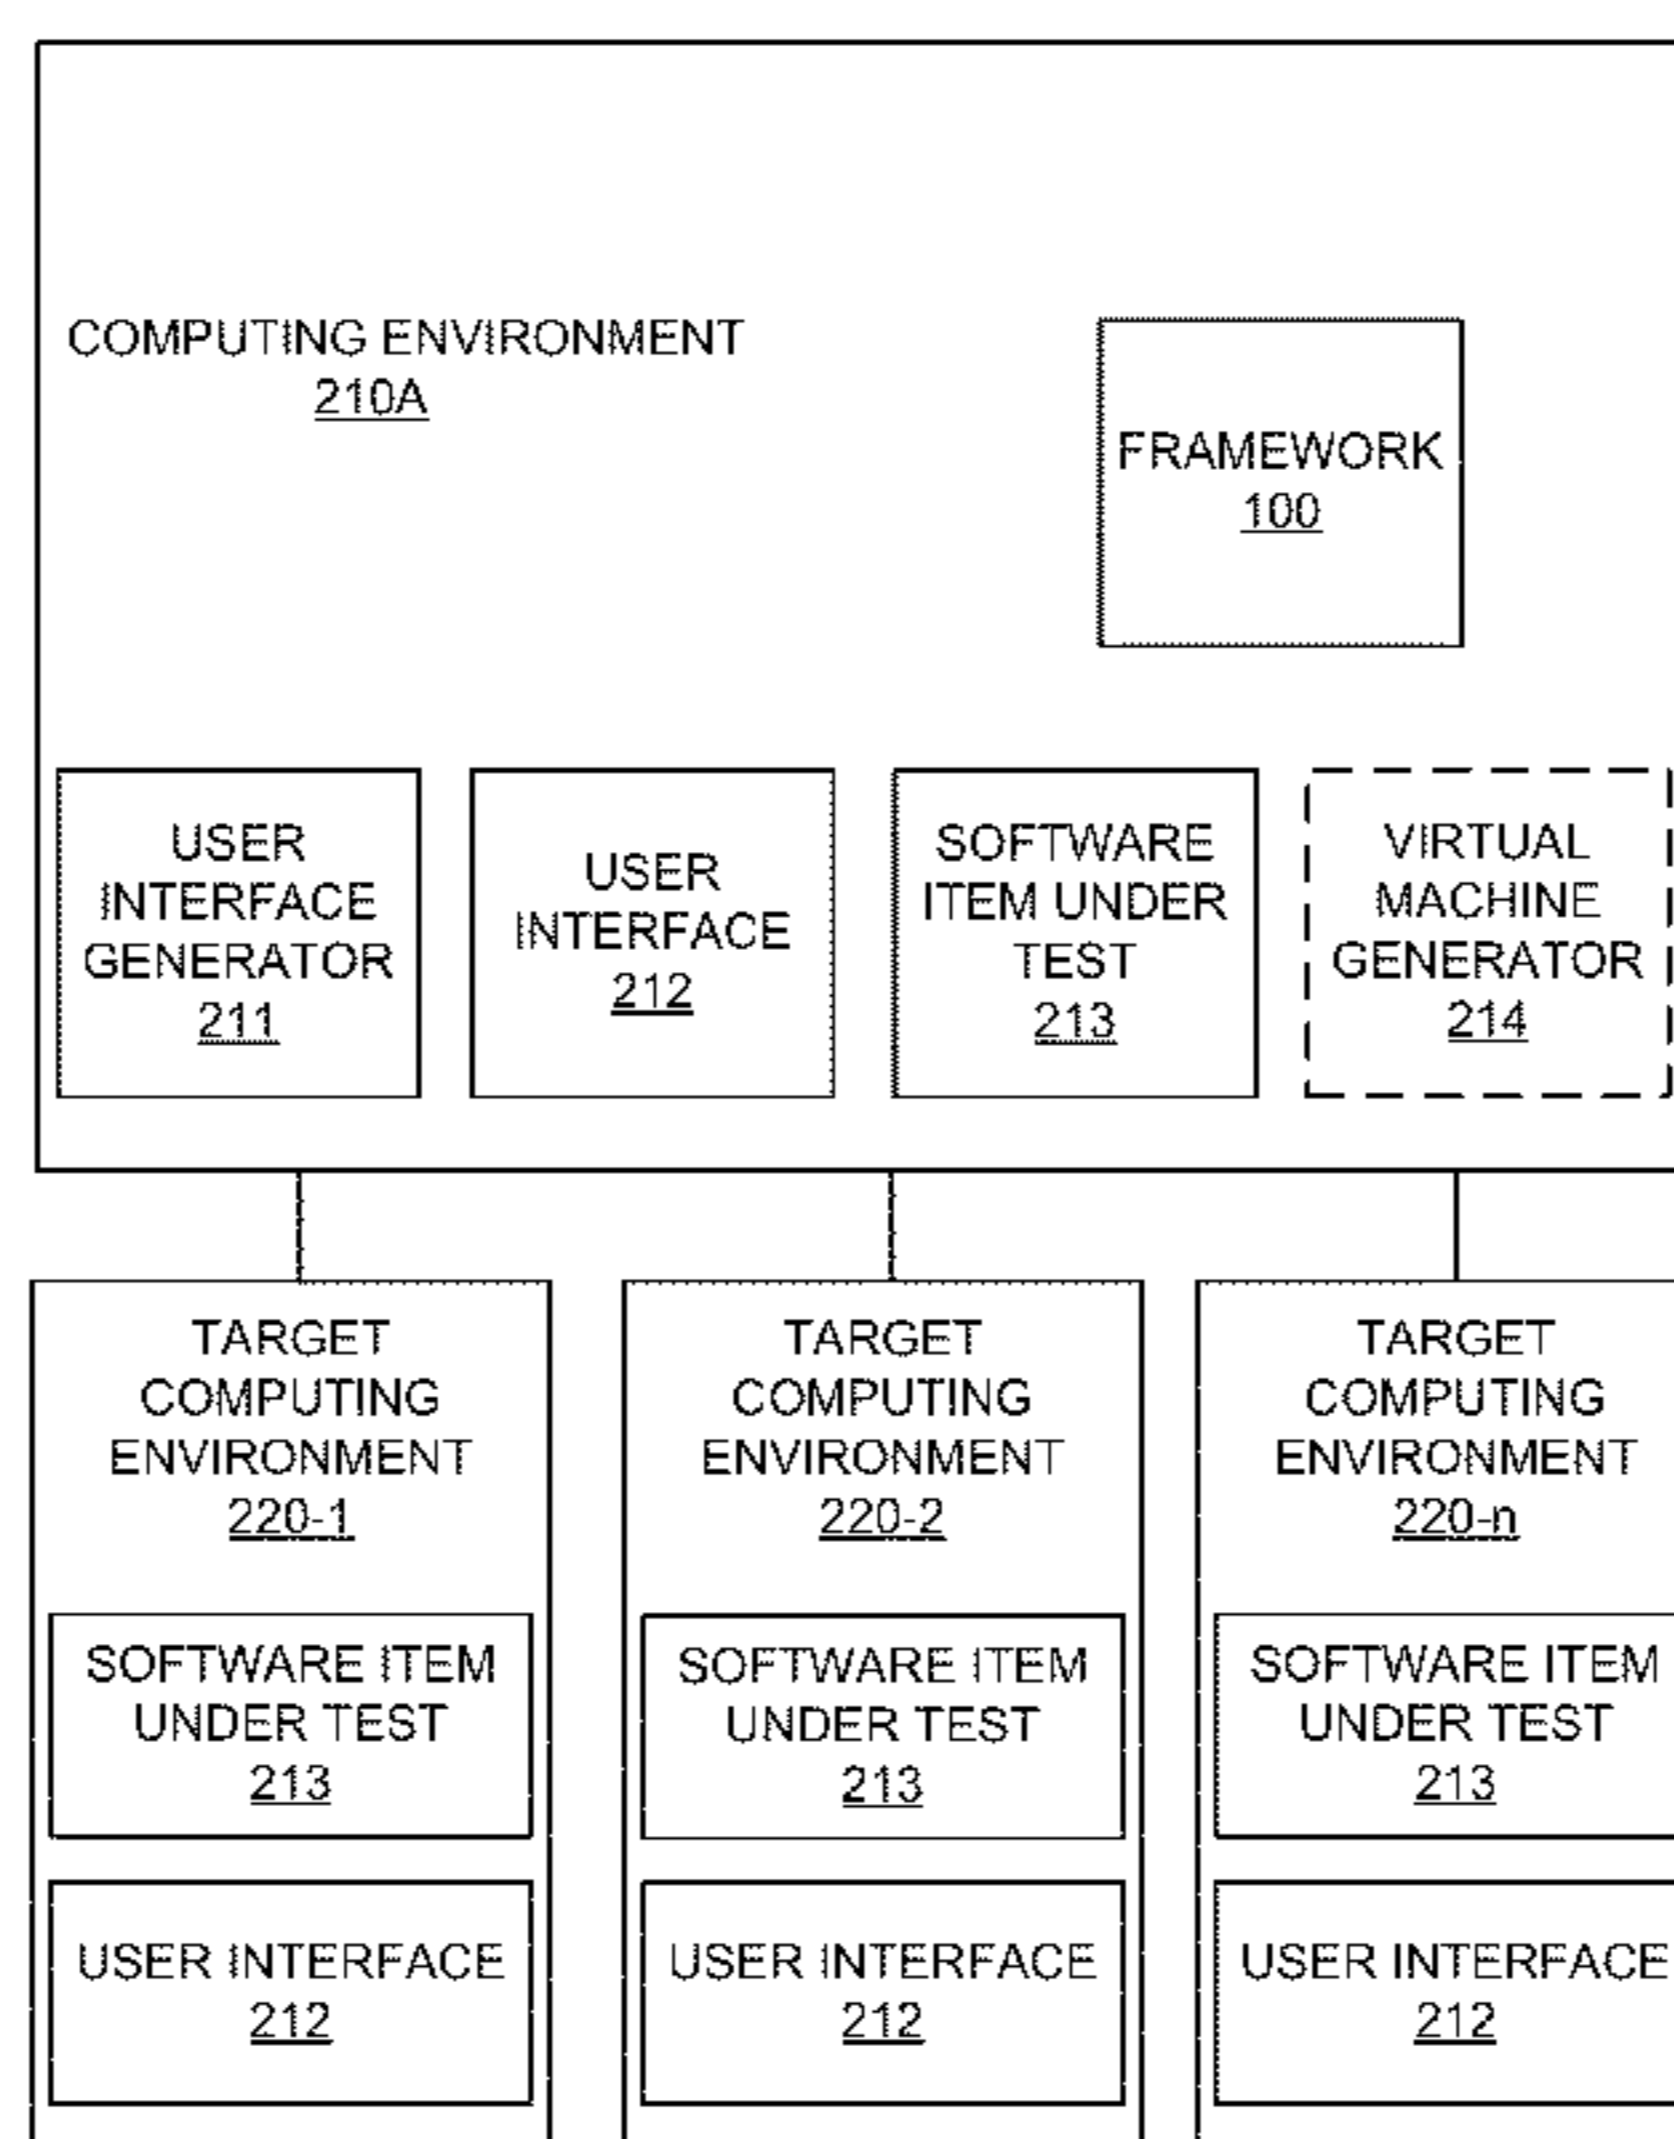 COMPUTING ENVIRONMENT
210A
FRAMEWORK
100
USER
INTERFACE
GENERATOR
211
USER
INTERFACE
212
SOFTWARE
ITEM UNDER
TEST
213
VIRTUAL
MACHINE
GENERATOR
214
TARGET
COMPUTING
ENVIRONMENT
220-1
SOFTWARE ITEM
UNDER TEST
213
USER INTERFACE
212
TARGET
COMPUTING
ENVIRONMENT
220-2
SOFTWARE ITEM
UNDER TEST
213
USER INTERFACE
212
TARGET
COMPUTING
ENVIRONMENT
220-n
SOFTWARE ITEM
UNDER TEST
213
USER INTERFACE
212